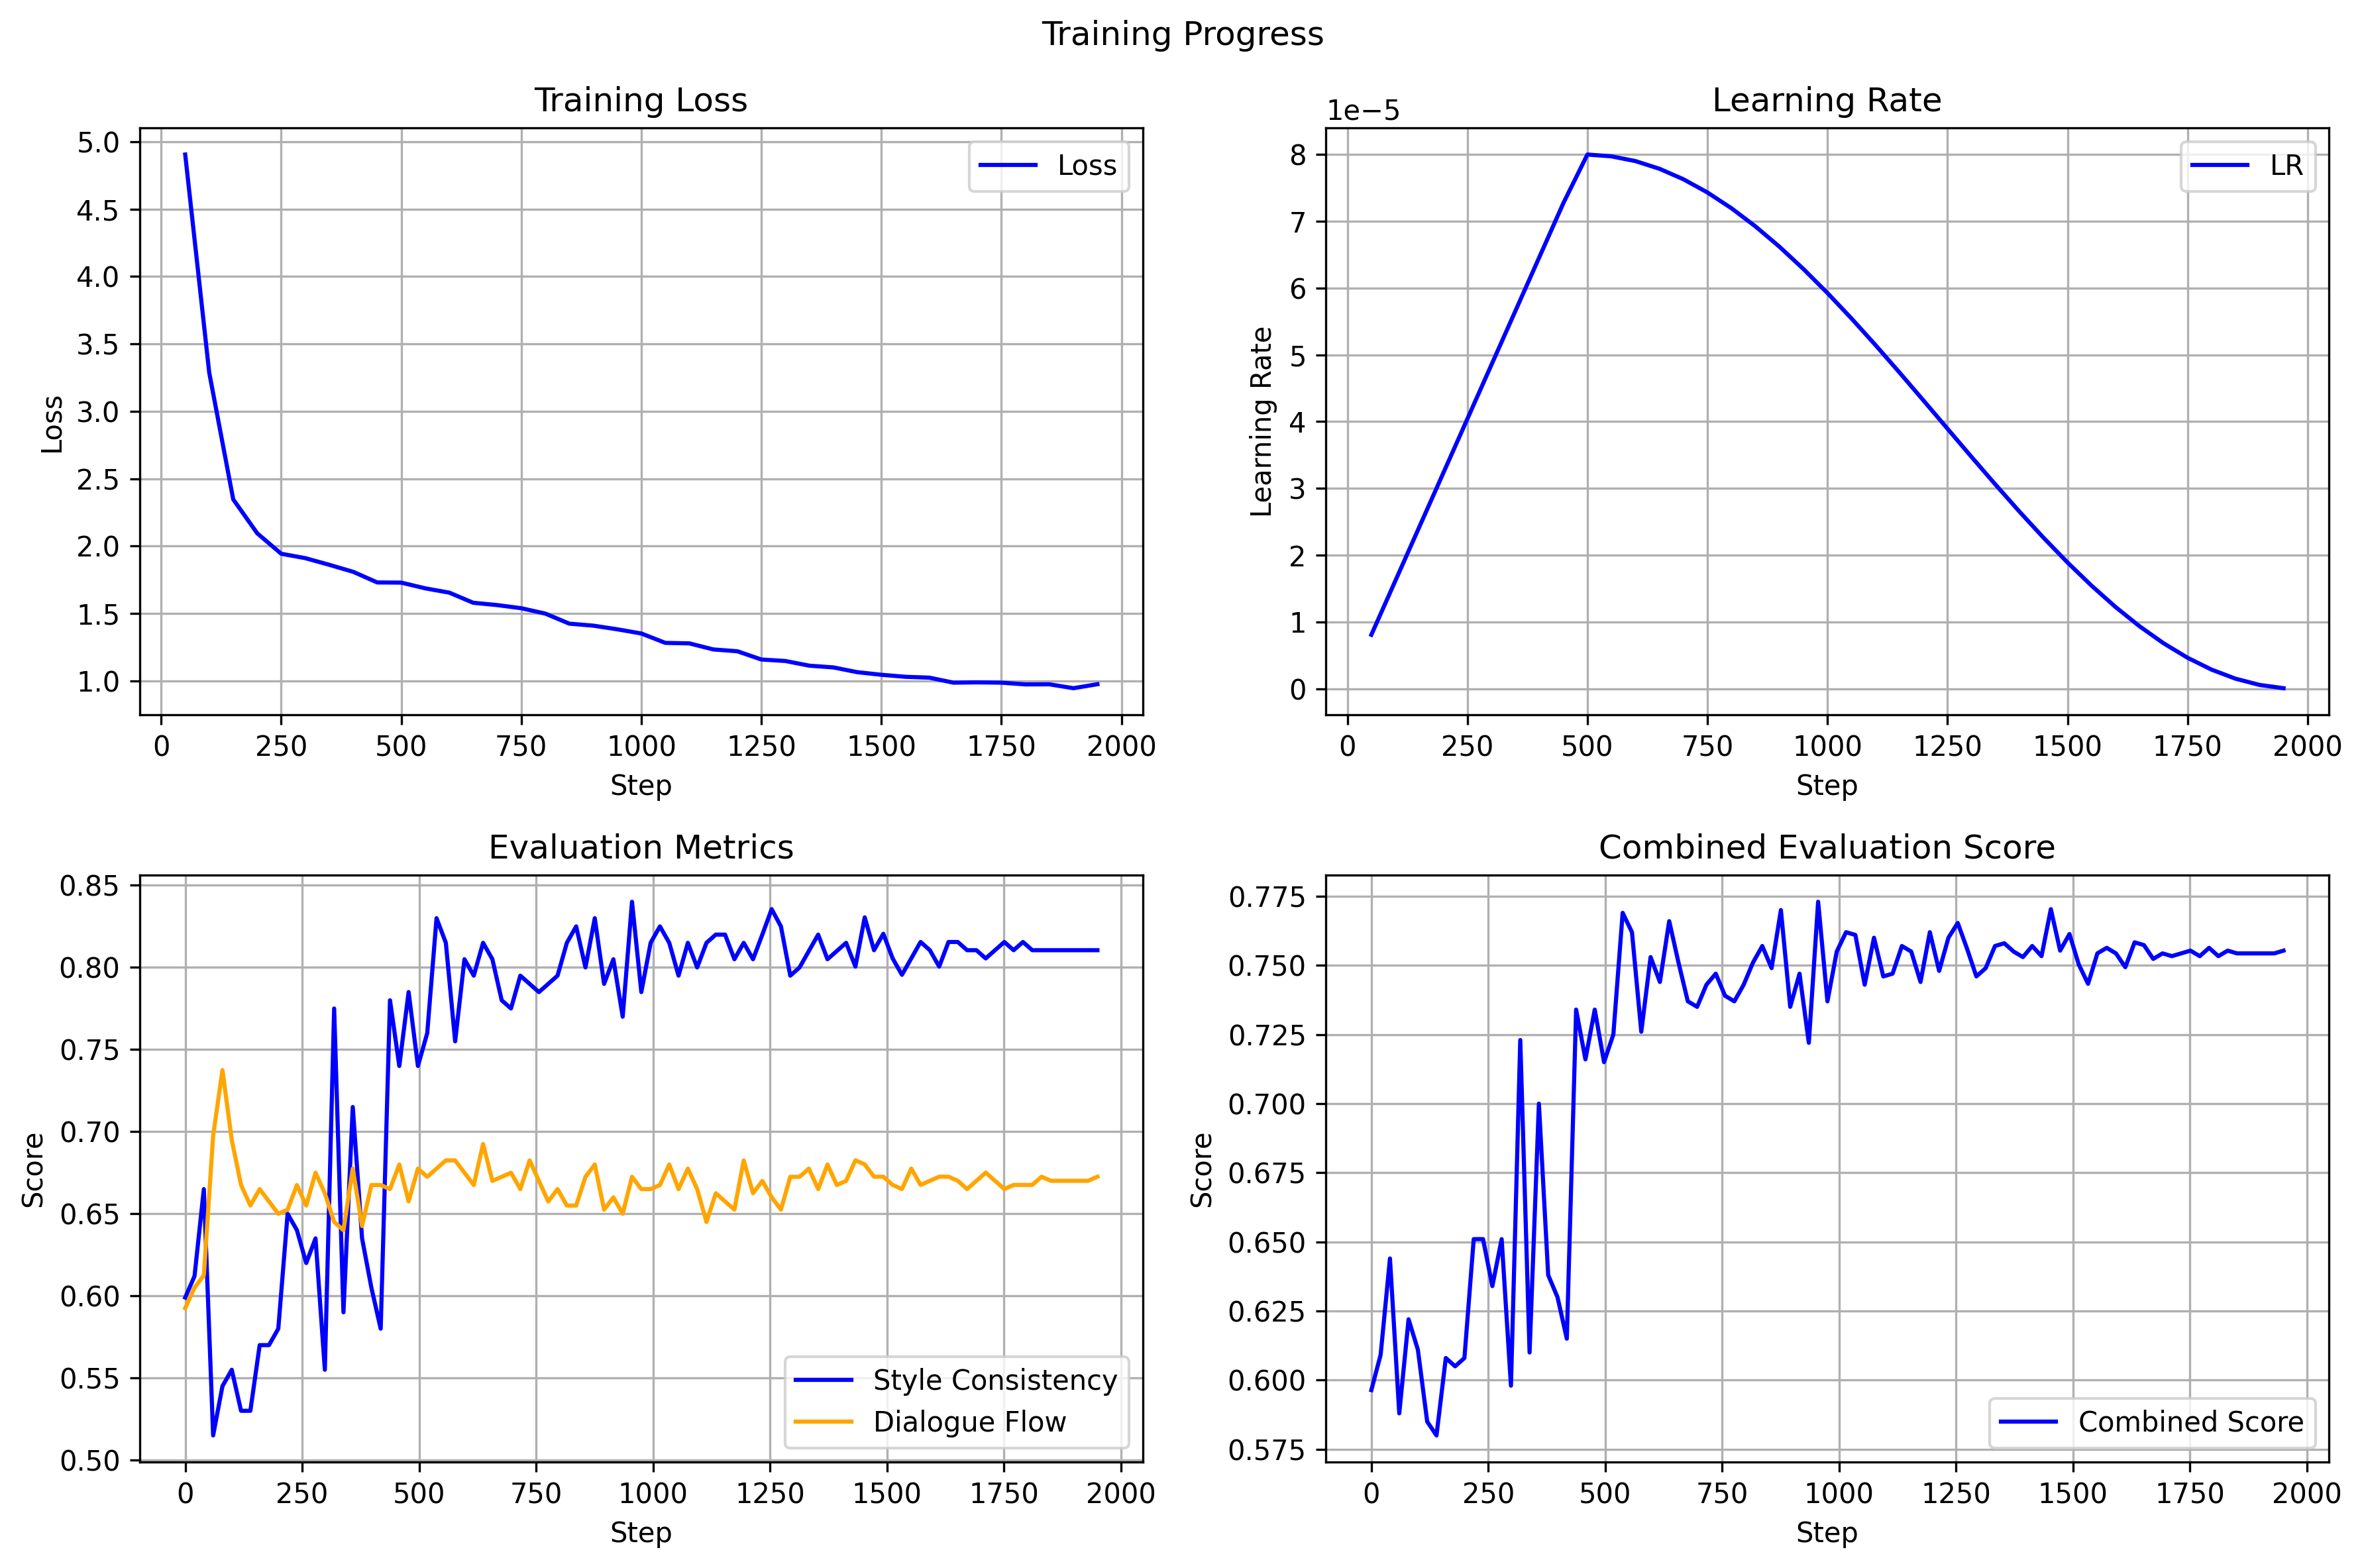 Training Progress
Training Loss
5.0
4.5
4.0
3.5
3.0
2.5
2.0
1.5
1.0
Loss
Loss
0 250 500 750 1000 1250 1500 1750 2000
Step
Learning Rate
1e−5
8
7
6
5
4
3
2
1
0
Learning Rate
LR
0 250 500 750 1000 1250 1500 1750 2000
Step
Evaluation Metrics
0.85
0.80
0.75
0.70
0.65
0.60
0.55
0.50
Score
Style Consistency
Dialogue Flow
0 250 500 750 1000 1250 1500 1750 2000
Step
Combined Evaluation Score
0.775
0.750
0.725
0.700
0.675
0.650
0.625
0.600
0.575
Score
Combined Score
0 250 500 750 1000 1250 1500 1750 2000
Step